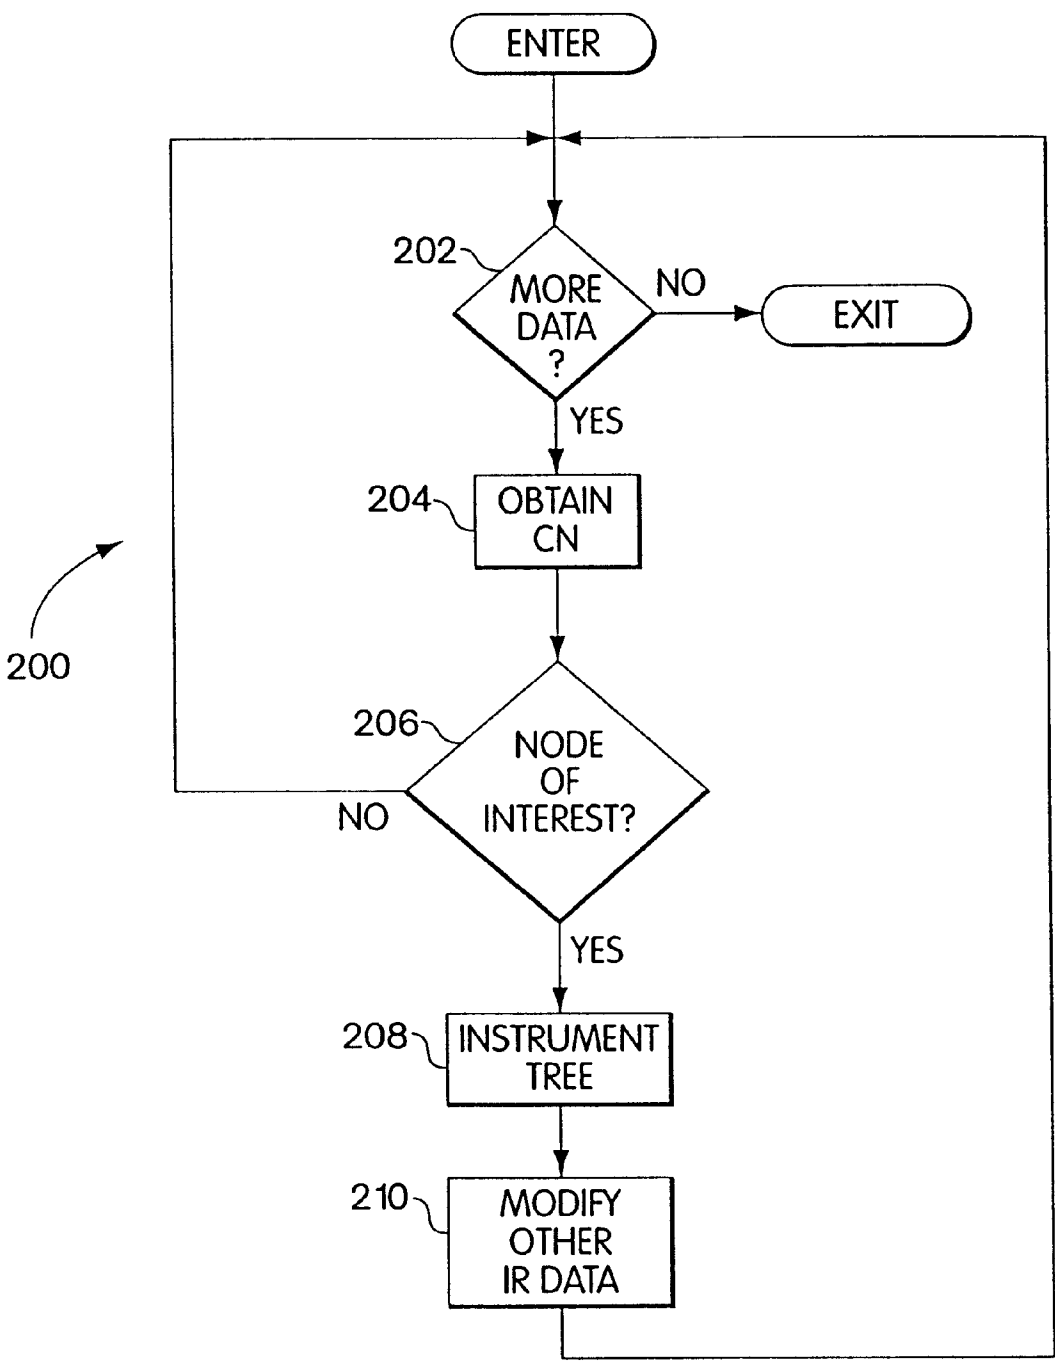 ENTER
202
MORE
DATA
?
NO
EXIT
YES
204
OBTAIN
CN
200
206
NODE
OF
INTEREST?
NO
YES
208
INSTRUMENT
TREE
210
MODIFY
OTHER
IR DATA